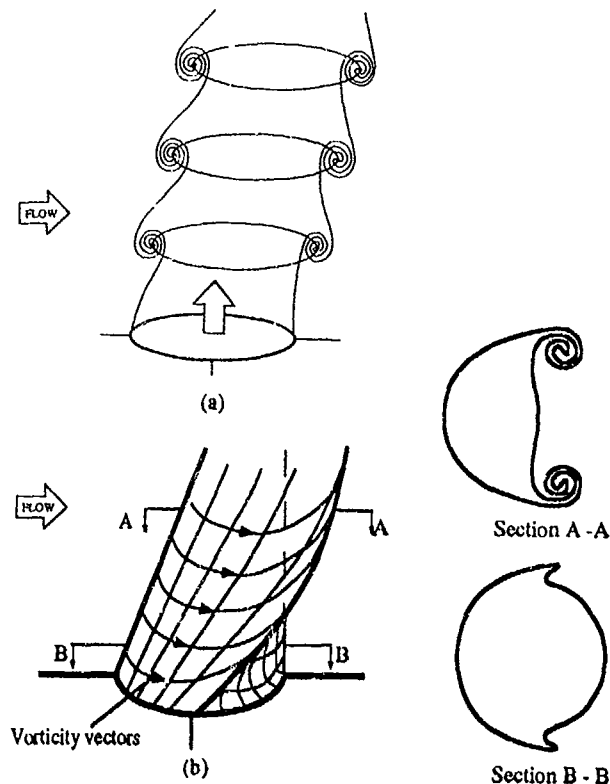 FLOW
(a)
FLOW
A
A
Section A - A
B
B
Vorticity vectors
(b)
Section B - B